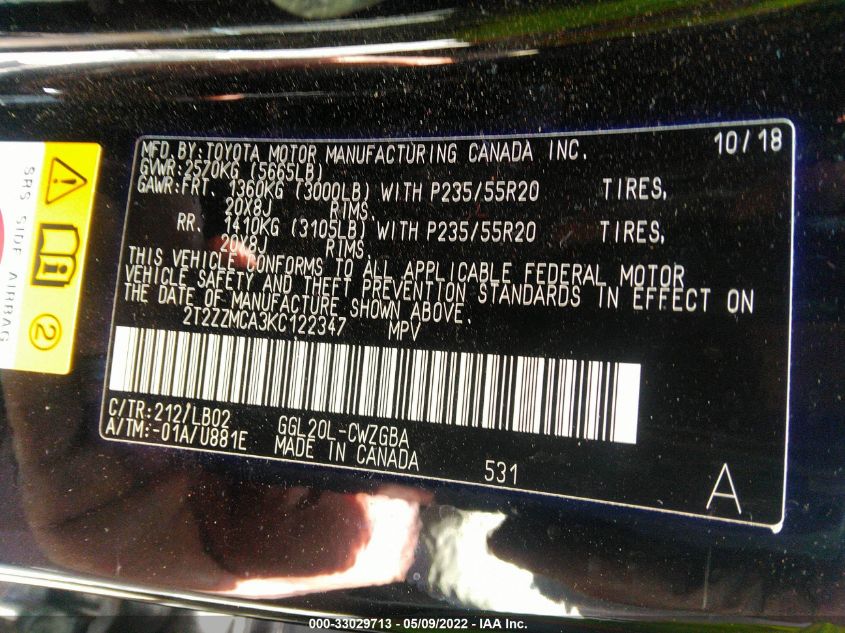 MFD.BY:TOYOTA MOTOR MANUFACTURING CANADA INC. 10/18
GVWR:2570KG (5665LB)
GAWR:FRT. 1360KG (3000LB) WITH P235/55R20 TIRES,
20X8J RIMS.
RR. 1410KG (3105LB) WITH P235/55R20 TIRES,
20X8J RIMS.
THIS VEHICLE CONFORMS TO ALL APPLICABLE FEDERAL MOTOR
VEHICLE SAFETY AND THEFT PREVENTION STANDARDS IN EFFECT ON
THE DATE OF MANUFACTURE SHOWN ABOVE.
2T2ZZMCA3KC122347 MPV
C/TR:212/LB02 GGL20L-CWZGBA
A/TM:-01A/U881E MADE IN CANADA 531
A
SRS SIDE AIRBAG
2
000-33029713 - 05/09/2022 - IAA Inc.